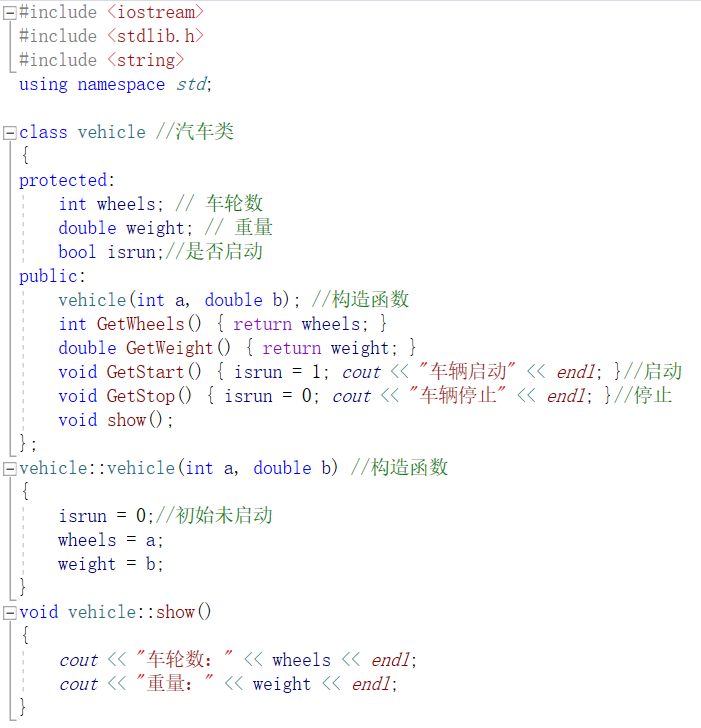 #include <iostream>
#include <stdlib.h>
#include <string>
using namespace std;
class vehicle //汽车类
{
protected:
int wheels; // 车轮数
double weight; // 重量
bool isrun;//是否启动
public:
vehicle(int a, double b); //构造函数
int GetWheels() { return wheels; }
double GetWeight() { return weight; }
void GetStart() { isrun = 1; cout << "车辆启动" << endl; }//启动
void GetStop() { isrun = 0; cout << "车辆停止" << endl; }//停止
void show();
};
vehicle::vehicle(int a, double b) //构造函数
{
isrun = 0;//初始未启动
wheels = a;
weight = b;
}
void vehicle::show()
{
cout << "车轮数：" << wheels << endl;
cout << "重量：" << weight << endl;
}